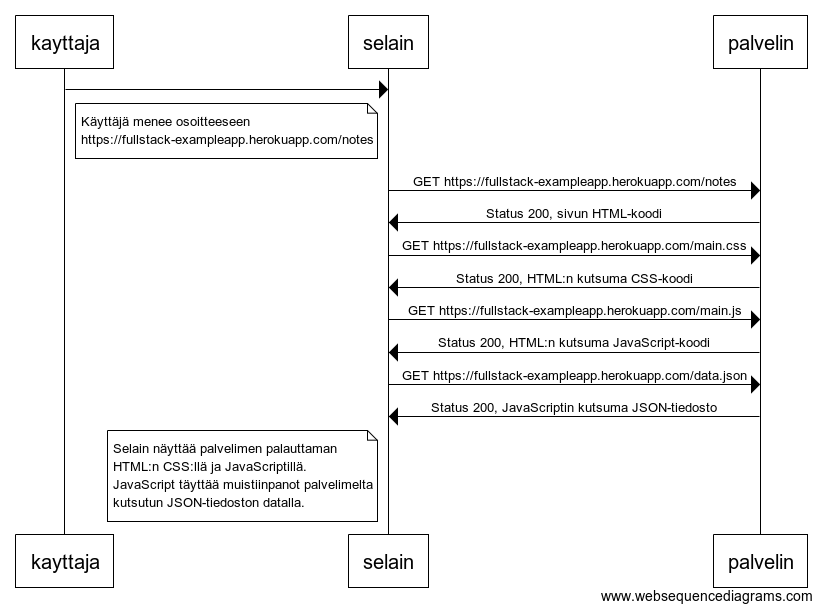 kayttaja
selain
palvelin
Käyttäjä menee osoitteeseen
https://fullstack-exampleapp.herokuapp.com/notes
GET https://fullstack-exampleapp.herokuapp.com/notes
Status 200, sivun HTML-koodi
GET https://fullstack-exampleapp.herokuapp.com/main.css
Status 200, HTML:n kutsuma CSS-koodi
GET https://fullstack-exampleapp.herokuapp.com/main.js
Status 200, HTML:n kutsuma JavaScript-koodi
GET https://fullstack-exampleapp.herokuapp.com/data.json
Status 200, JavaScriptin kutsuma JSON-tiedosto
Selain näyttää palvelimen palauttaman
HTML:n CSS:llä ja JavaScriptillä.
JavaScript täyttää muistiinpanot palvelimelta
kutsutun JSON-tiedoston datalla.
kayttaja
selain
palvelin
www.websequencediagrams.com